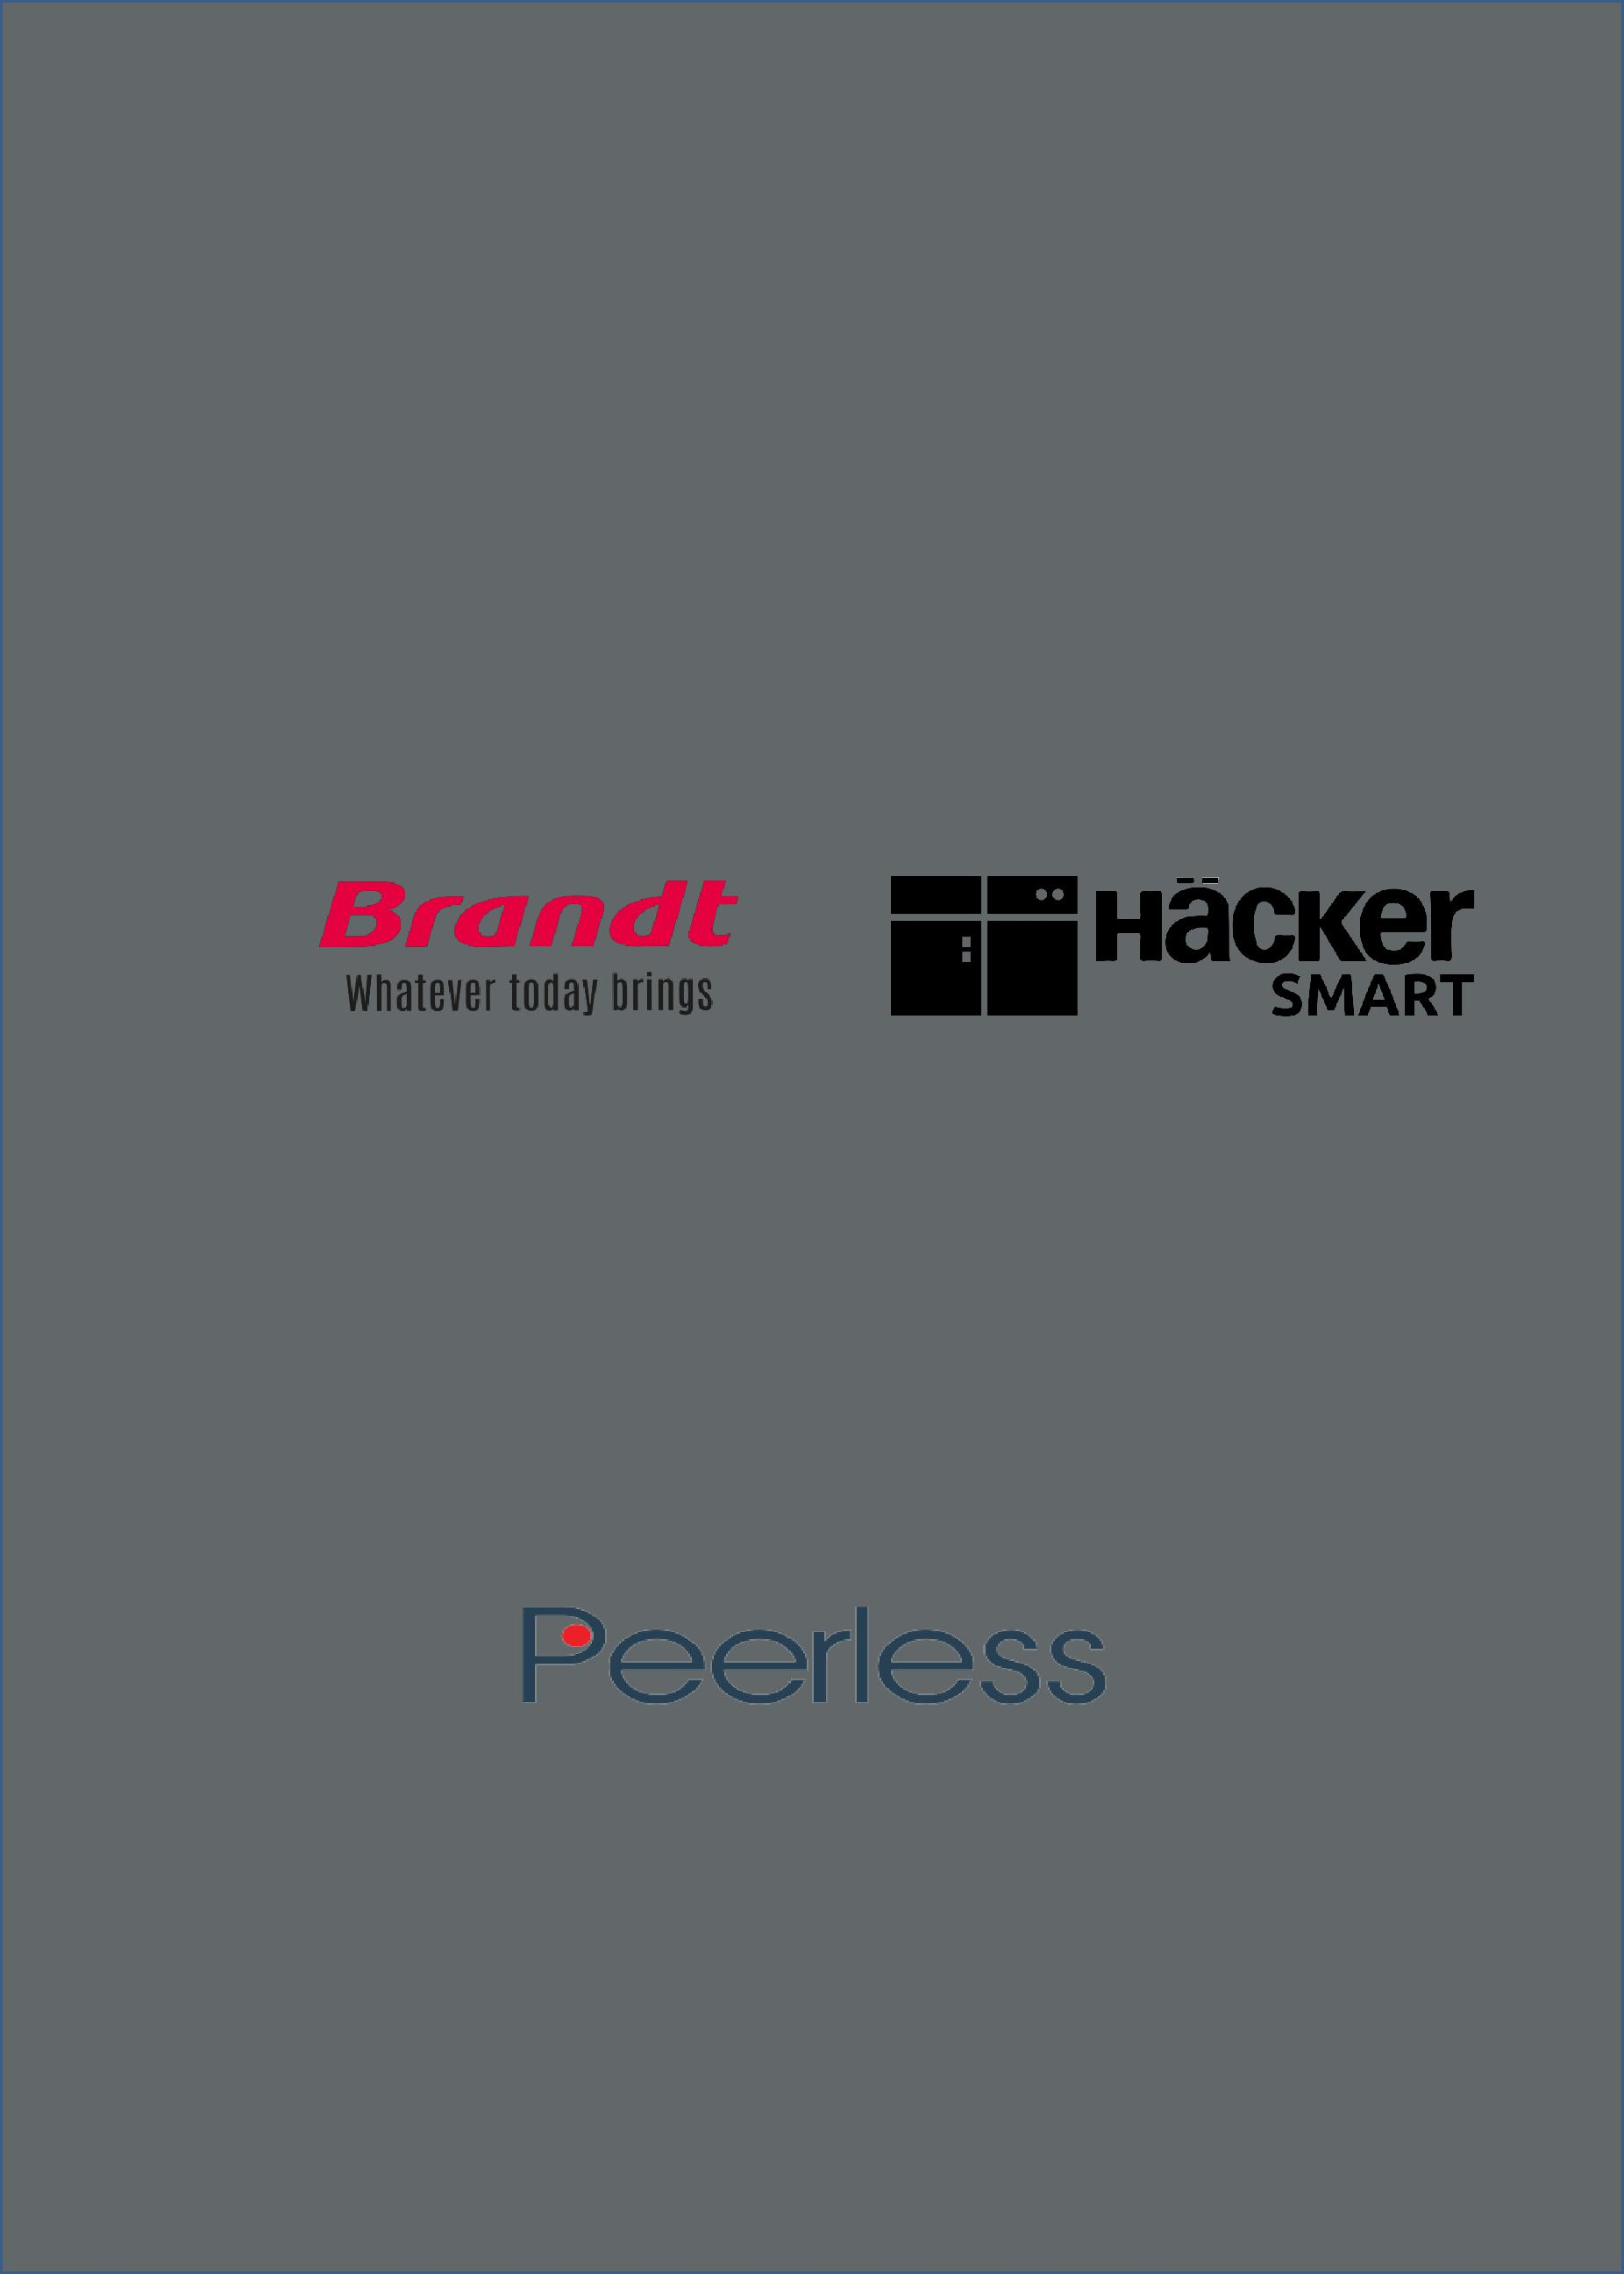 Brandt
Whatever today brings
Häcker
SMART
Peerless